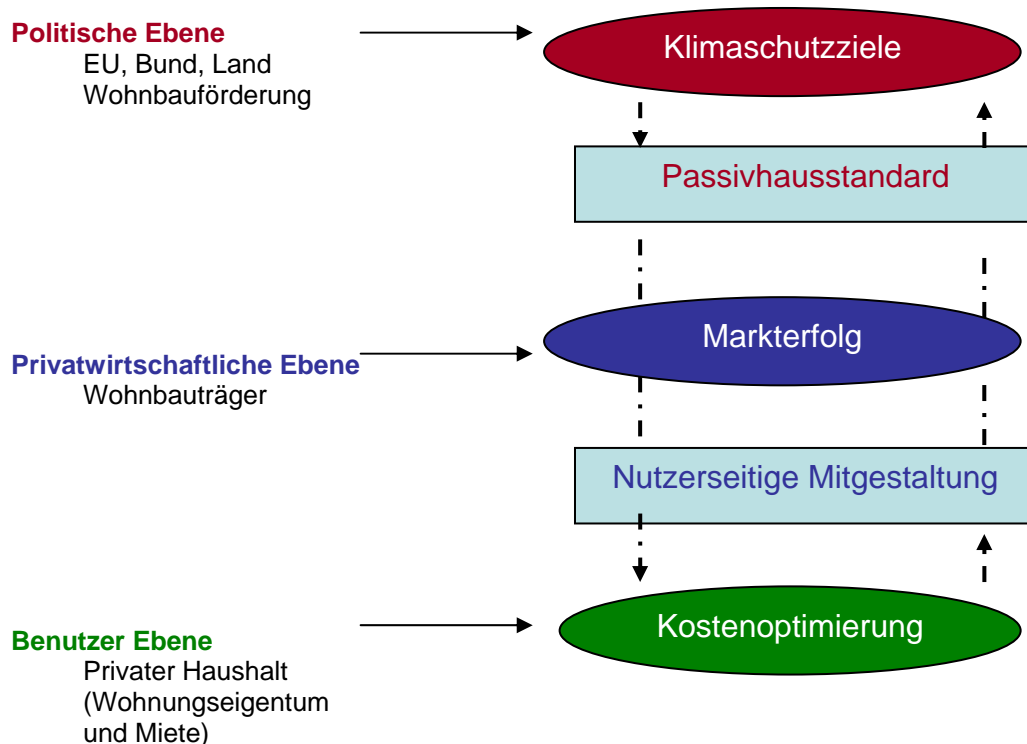 Politische Ebene
EU, Bund, Land
Wohnbauförderung
Klimaschutzziele
Passivhausstandard
Privatwirtschaftliche Ebene
Wohnbauträger
Markterfolg
Nutzerseitige Mitgestaltung
Benutzer Ebene
Privater Haushalt
(Wohnungseigentum
und Miete)
Kostenoptimierung